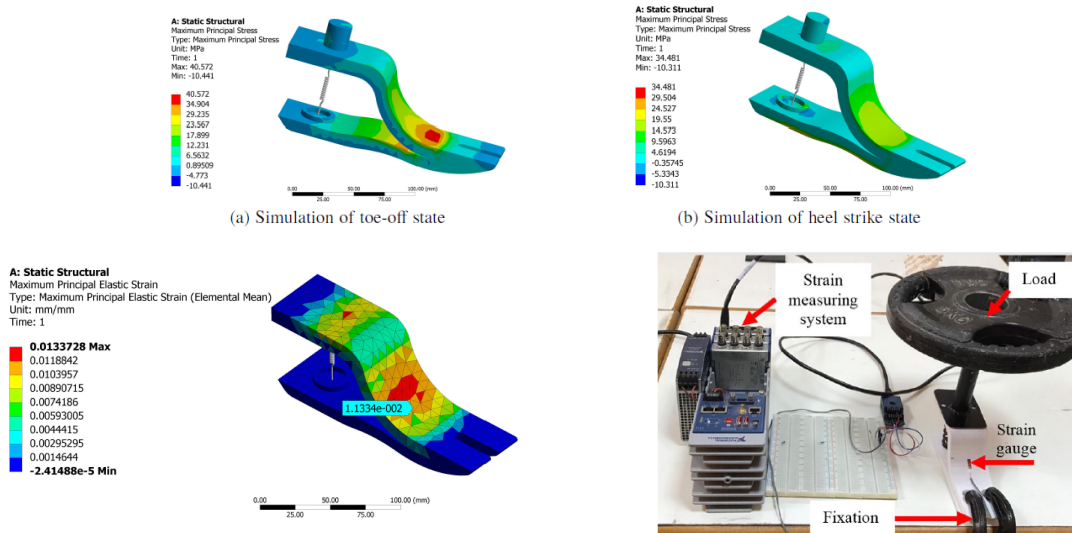 A: Static Structural
Maximum Principal Stress
Type: Maximum Principal Stress
Unit: MPa
Time: 1
Max: 40.572
Min: -10.441
40.572
34.904
29.235
23.567
17.899
12.231
6.5632
0.89509
-4.773
-10.441
0.00 50.00 100.00 (mm)
25.00 75.00
(a) Simulation of toe-off state
A: Static Structural
Maximum Principal Stress
Type: Maximum Principal Stress
Unit: MPa
Time: 1
Max: 34.481
Min: -10.311
34.481
29.504
24.527
19.55
14.573
9.5963
4.6194
-0.35745
-5.3343
-10.311
0.00 50.00 100.00 (mm)
25.00 75.00
(b) Simulation of heel strike state
A: Static Structural
Maximum Principal Elastic Strain
Type: Maximum Principal Elastic Strain (Elemental Mean)
Unit: mm/mm
Time: 1
0.0133728 Max
0.0118842
0.0103957
0.00890715
0.0074186
0.00593005
0.0044415
0.00295295
0.0014644
-2.41488e-5 Min
1.1334e-002
0.00 50.00 100.00 (mm)
25.00 75.00
Strain
measuring
system
Load
Strain
gauge
Fixation